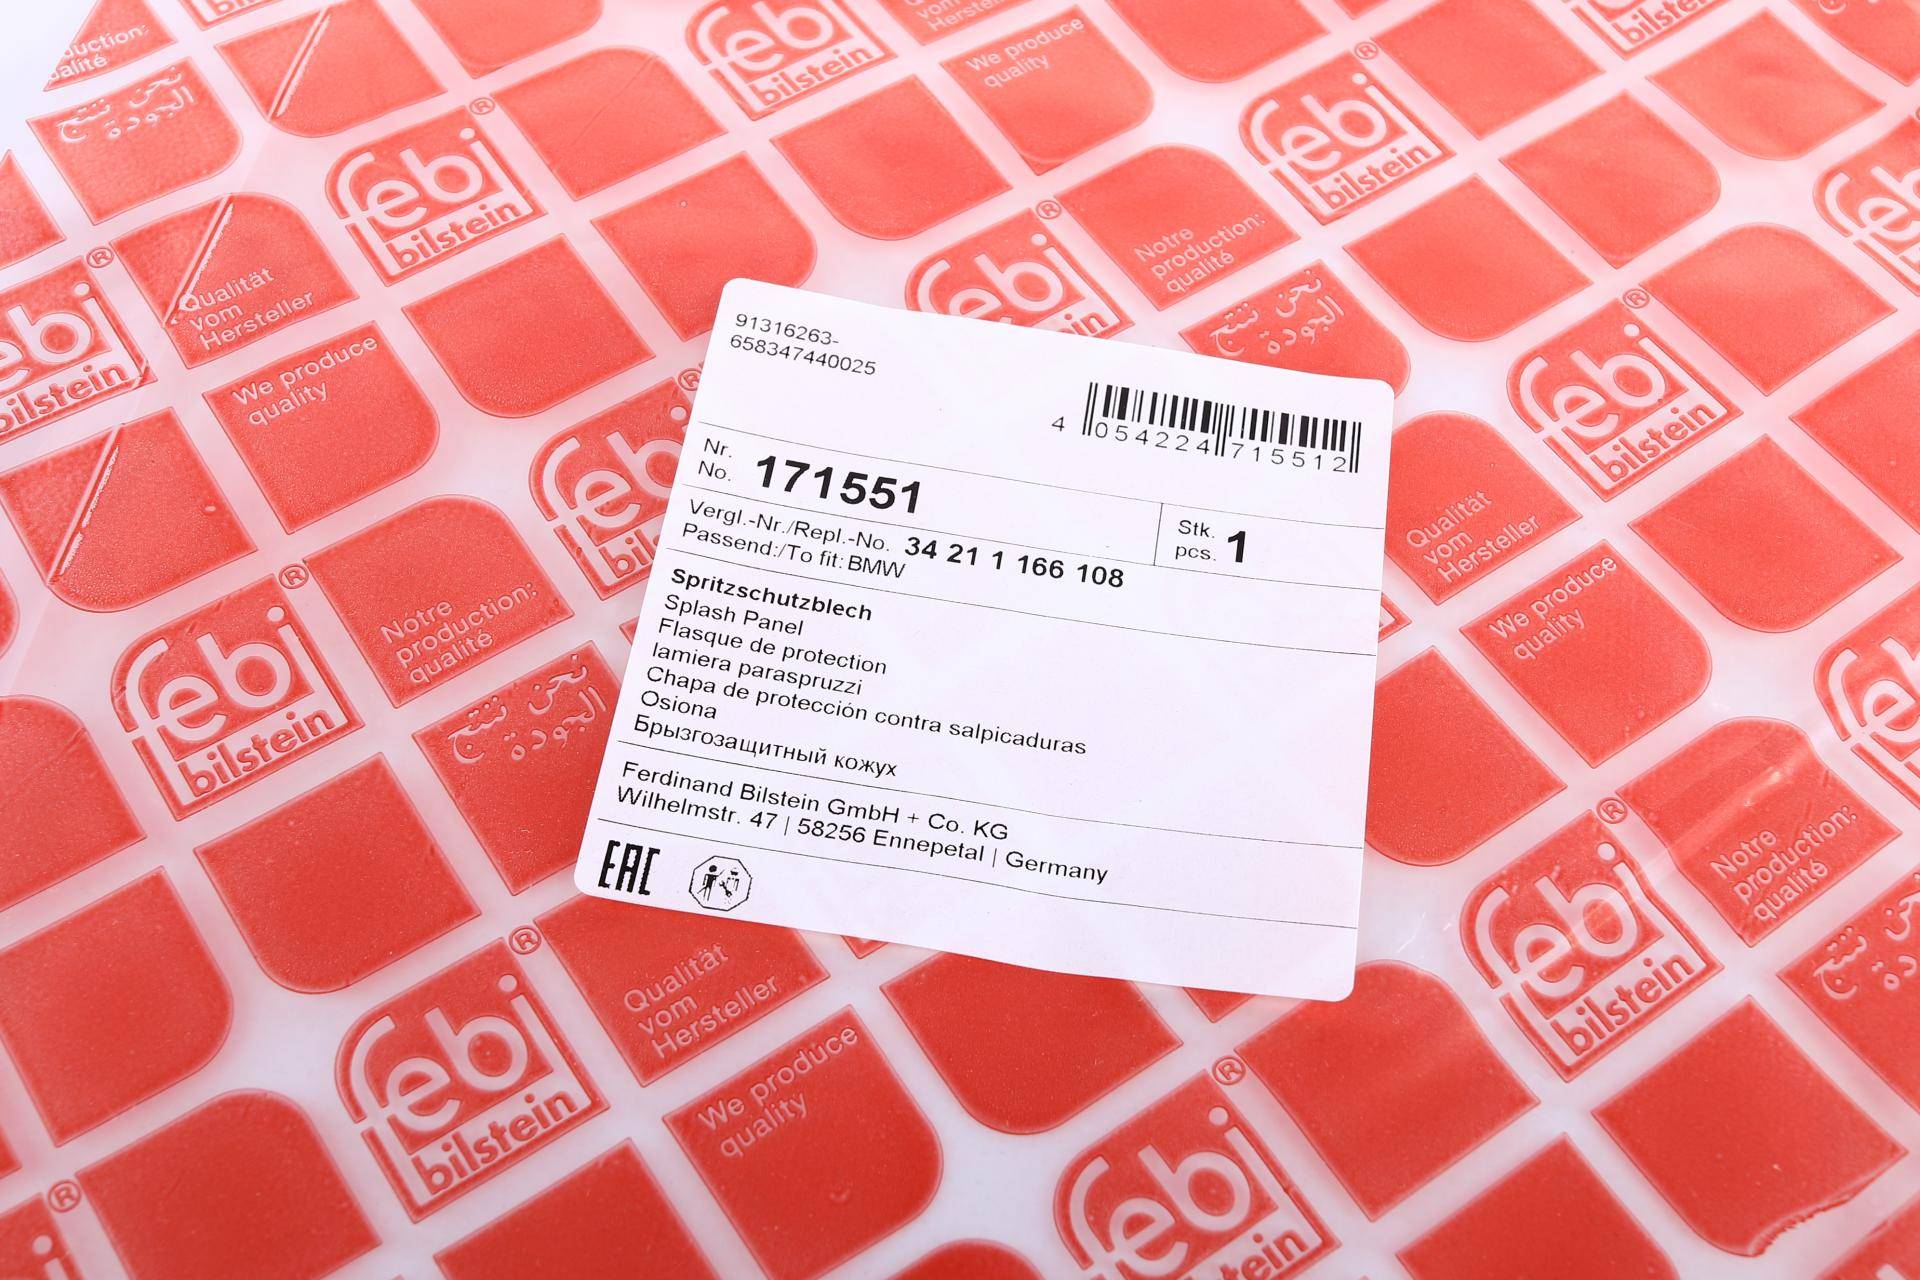 91316263-
658347440025
4 054224 715512
Nr.
No. 171551
Stk.
pcs. 1
Vergl.-Nr./Repl.-No. 34 21 1 166 108
Passend:/To fit: BMW
Spritzschutzblech
Splash Panel
Flasque de protection
lamiera paraspruzzi
Chapa de protección contra salpicaduras
Osiona
Брызгозащитный кожух
Ferdinand Bilstein GmbH + Co. KG
Wilhelmstr. 47 | 58256 Ennepetal | Germany
EAC
febi®
bilstein
We produce
quality
Qualität
vom
Hersteller
Notre
production:
qualité
نحن ننتج
الجودة